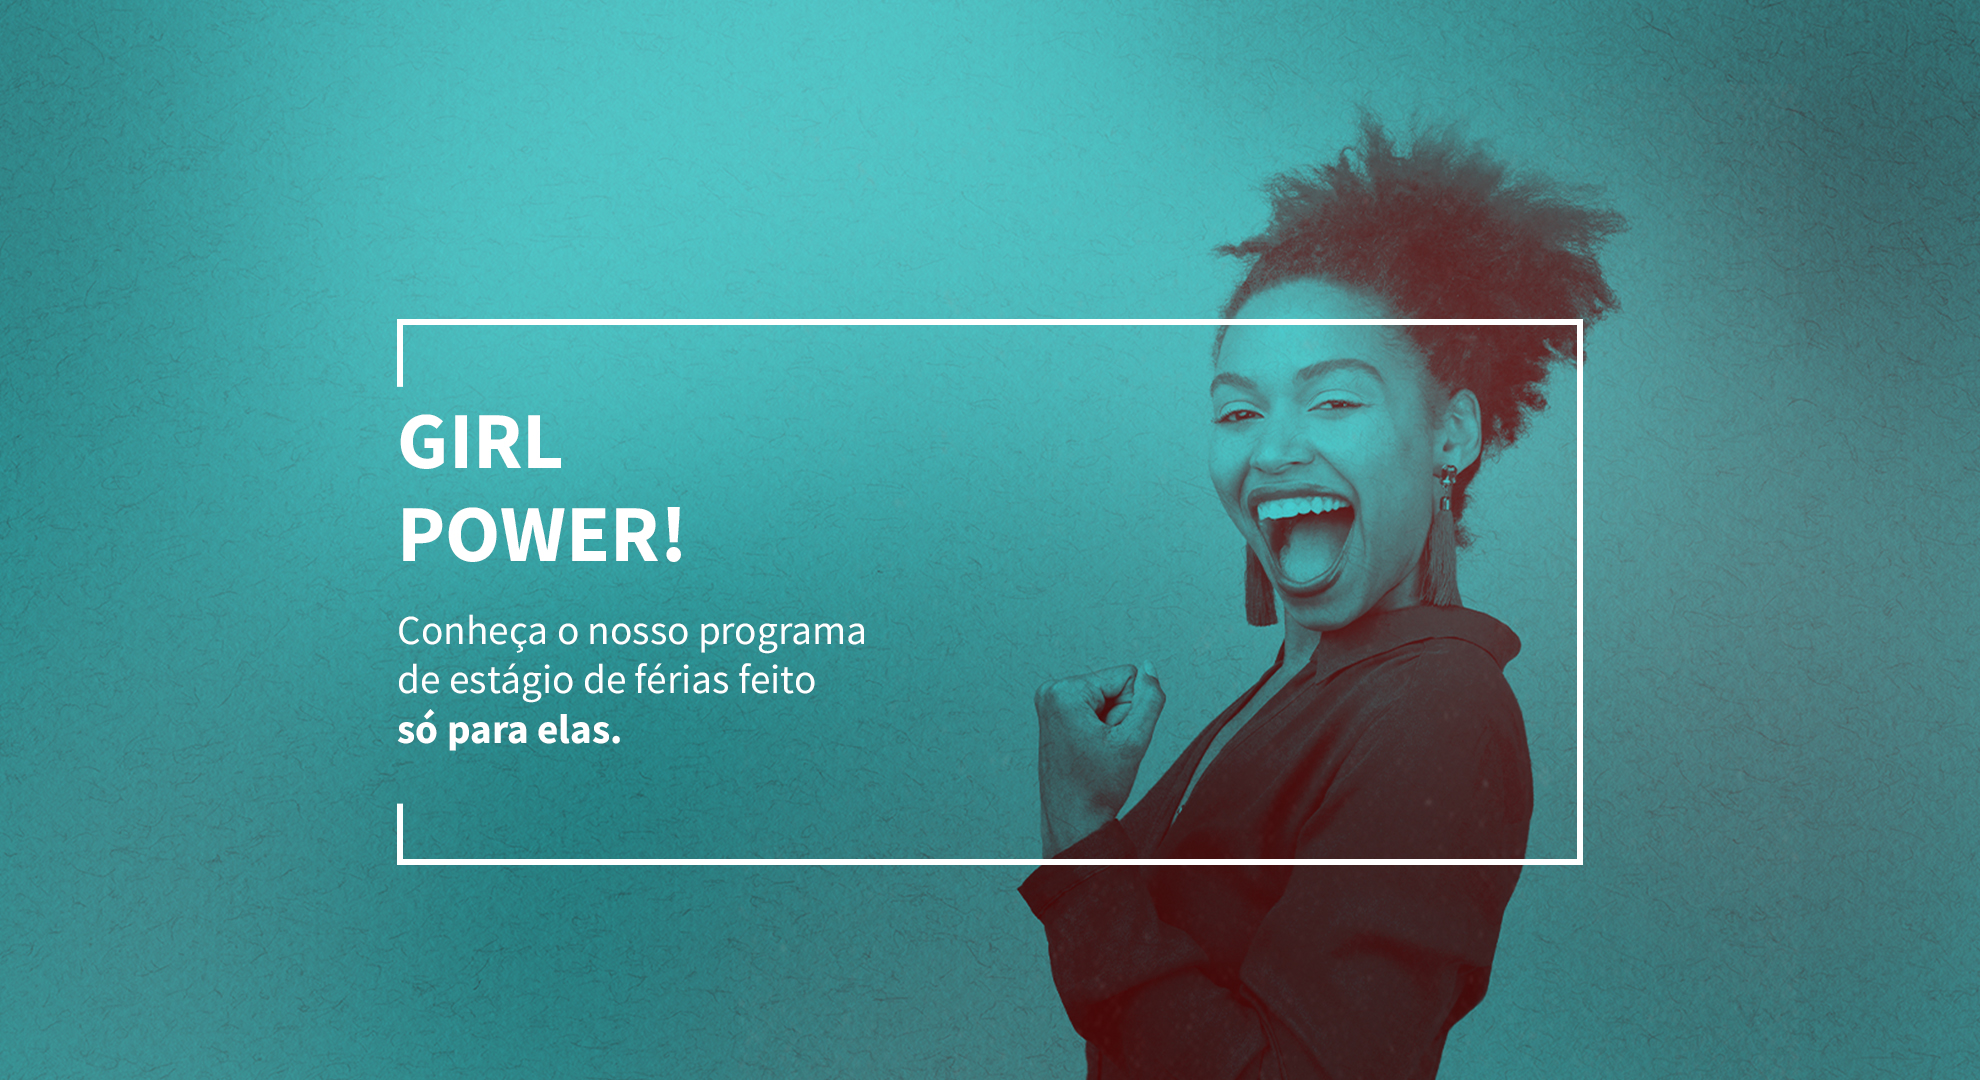 GIRL
POWER!
Conheça o nosso programa
de estágio de férias feito
só para elas.